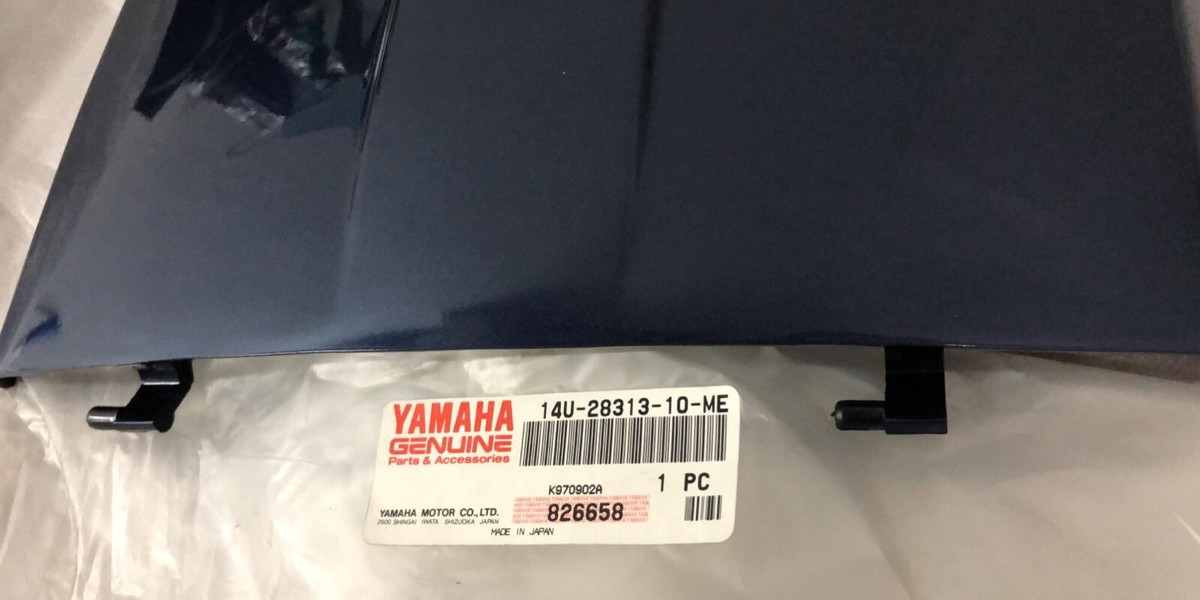 YAMAHA
GENUINE
Parts & Accessories
14U-28313-10-ME
K970902A
1 PC
826658
YAMAHA MOTOR CO., LTD.
2500 SHINGAI IWATA SHIZUOKA JAPAN
MADE IN JAPAN